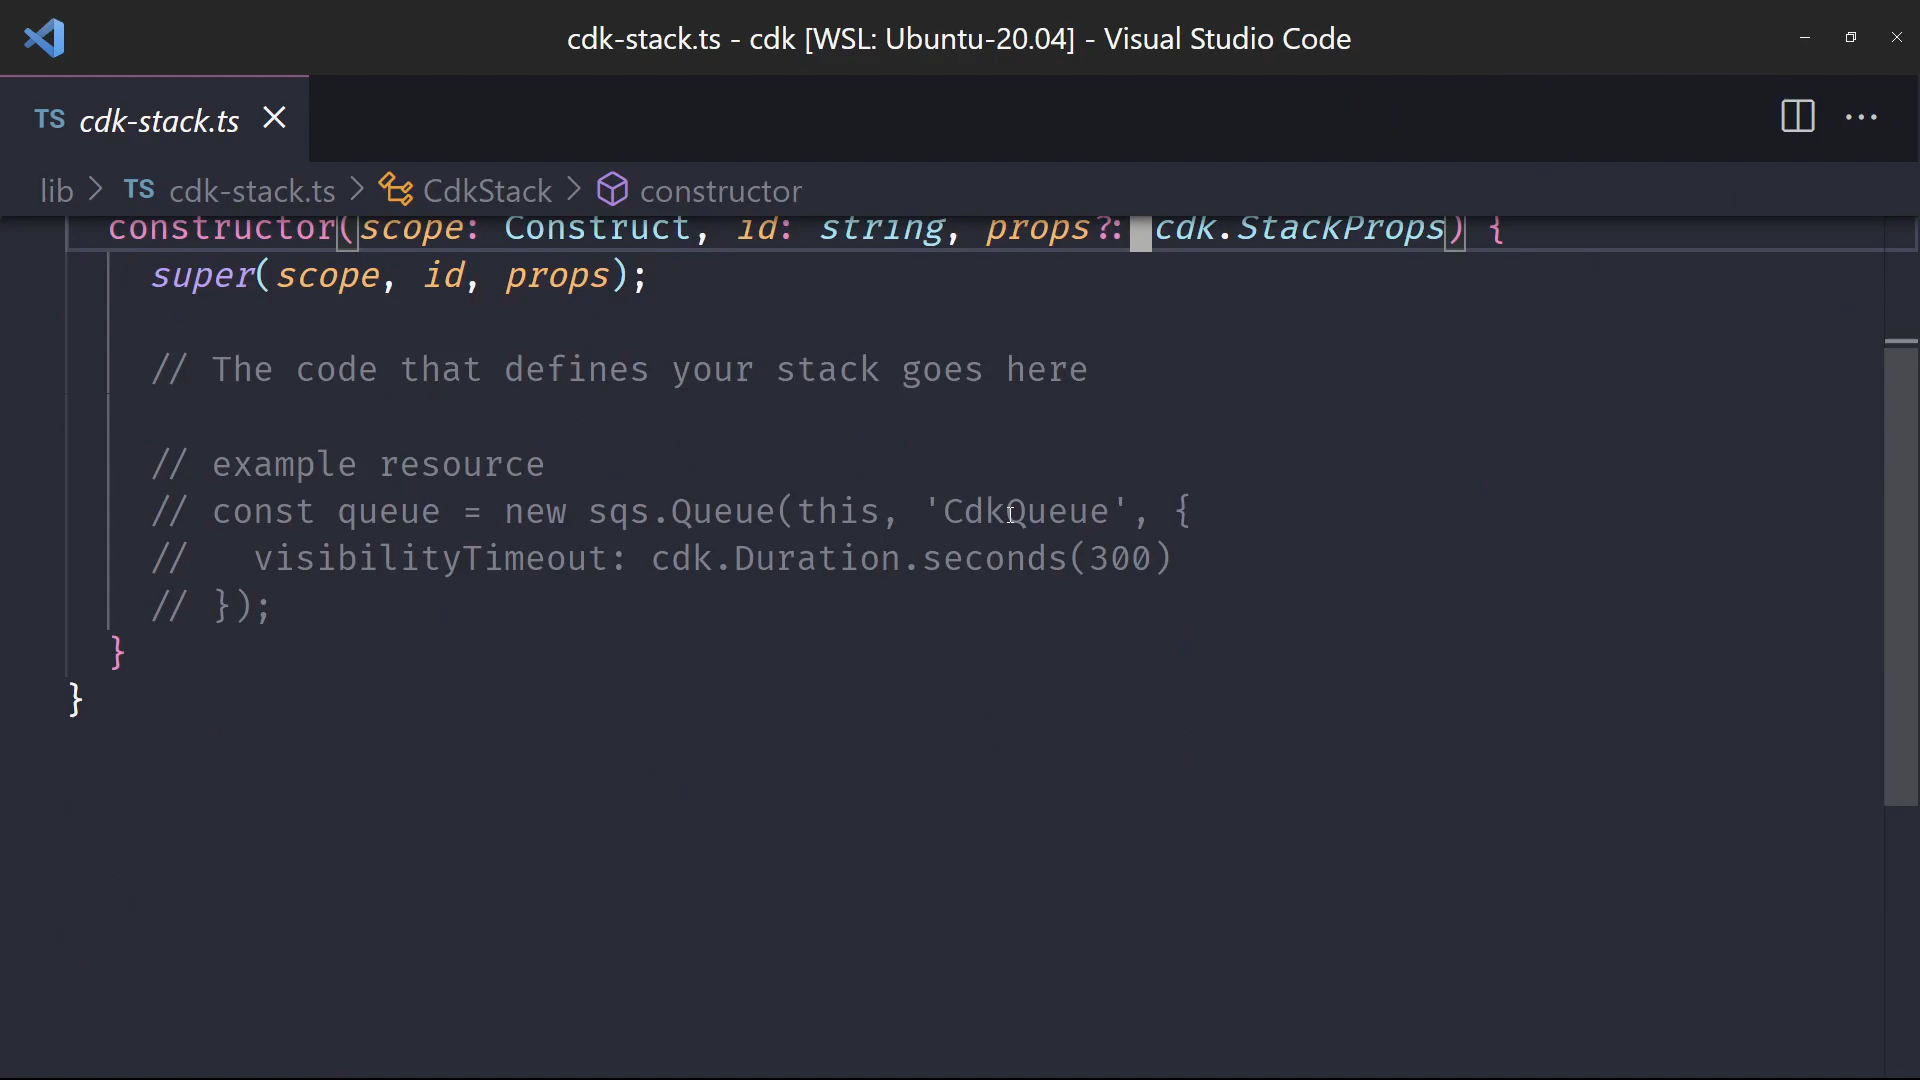 cdk-stack.ts - cdk [WSL: Ubuntu-20.04] - Visual Studio Code
TS cdk-stack.ts
lib > TS cdk-stack.ts > CdkStack > constructor
constructor(scope: Construct, id: string, props?: cdk.StackProps) {
super(scope, id, props);
// The code that defines your stack goes here
// example resource
// const queue = new sqs.Queue(this, 'CdkQueue', {
//   visibilityTimeout: cdk.Duration.seconds(300)
// });
}
}